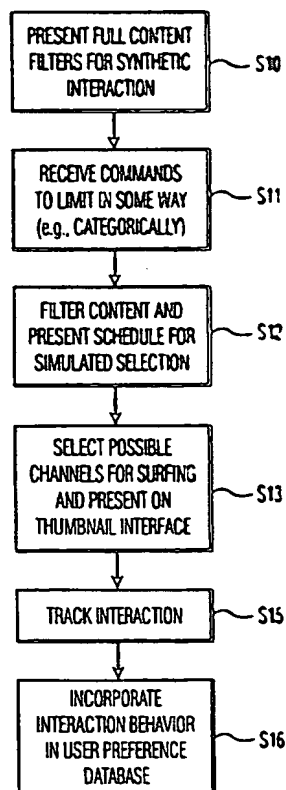 PRESENT FULL CONTENT
FILTERS FOR SYNTHETIC
INTERACTION
S10
RECEIVE COMMANDS
TO LIMIT IN SOME WAY
(e.g., CATEGORICALLY)
S11
FILTER CONTENT AND
PRESENT SCHEDULE FOR
SIMULATED SELECTION
S12
SELECT POSSIBLE
CHANNELS FOR SURFING
AND PRESENT ON
THUMBNAIL INTERFACE
S13
TRACK INTERACTION
S15
INCORPORATE
INTERACTION BEHAVIOR
IN USER PREFERENCE
DATABASE
S16